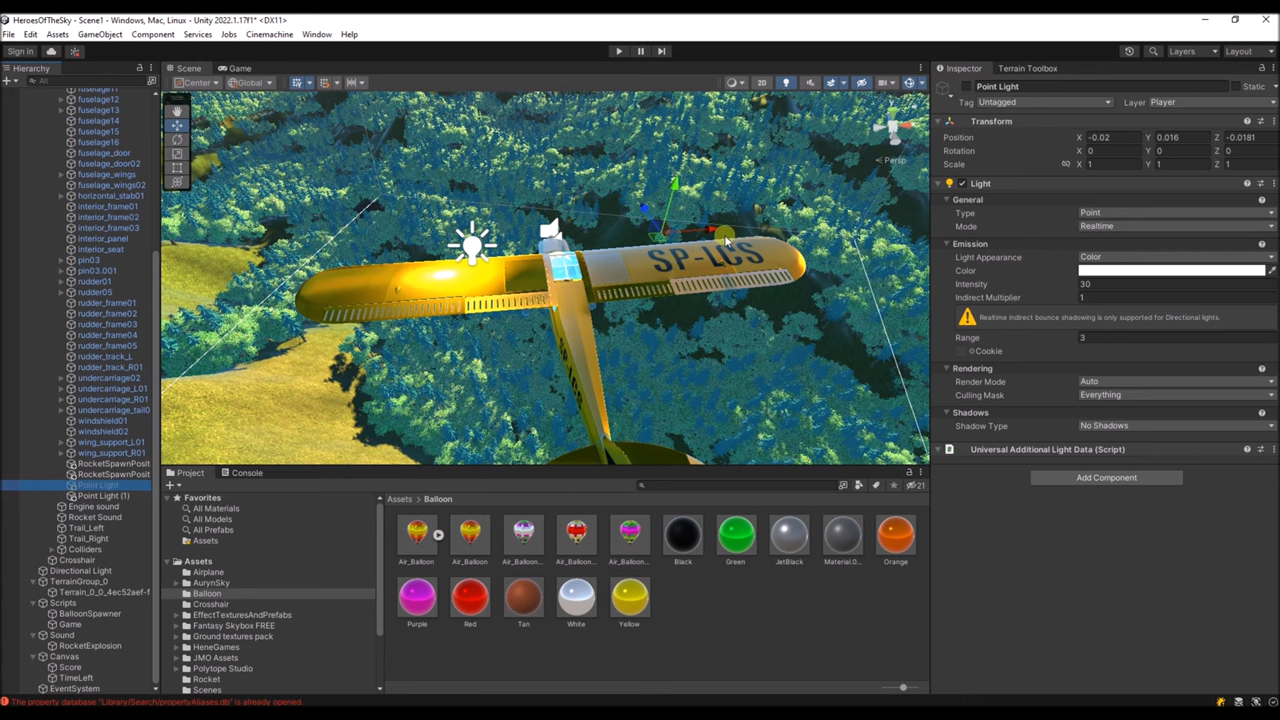 HeroesOfTheSky - Scene1 - Windows, Mac, Linux - Unity 2022.1.17f1* <DX11>
File Edit Assets GameObject Component Services Jobs Cinemachine Window Help
Sign in Layers Layout
Hierarchy
All
fuselage11
fuselage12
fuselage13
fuselage14
fuselage15
fuselage16
fuselage_door
fuselage_door02
fuselage_wings
fuselage_wings02
horizontal_stab01
interior_frame01
interior_frame02
interior_frame03
interior_panel
interior_seat
pin03
pin03.001
rudder01
rudder05
rudder_frame01
rudder_frame02
rudder_frame03
rudder_frame04
rudder_frame05
rudder_track_L
rudder_track_R01
undercarriage02
undercarriage_L01
undercarriage_R01
undercarriage_tail0
windshield01
windshield02
wing_support_L01
wing_support_R01
RocketSpawnPosit
RocketSpawnPosit
Point Light
Point Light (1)
Engine sound
Rocket Sound
Trail_Left
Trail_Right
Colliders
Crosshair
Directional Light
TerrainGroup_0
Terrain_0_0_4ec52aef-f
Scripts
BalloonSpawner
Game
Sound
RocketExplosion
Canvas
Score
TimeLeft
EventSystem
Scene Game
Center Global 2D
Persp
SP-LCS
Project Console
21
Favorites
All Materials
All Models
All Prefabs
Assets
Assets
Airplane
AurynSky
Balloon
Crosshair
EffectTexturesAndPrefabs
Fantasy Skybox FREE
Ground textures pack
HeneGames
JMO Assets
Polytope Studio
Rocket
Scenes
Assets > Balloon
Air_Balloon Air_Balloon Air_Balloon... Air_Balloon... Air_Balloon... Black Green JetBlack Material.0... Orange
Purple Red Tan White Yellow
Inspector Terrain Toolbox
Point Light Static
Tag Untagged Layer Player
Transform
Position X -0.02 Y 0.016 Z -0.0181
Rotation X 0 Y 0 Z 0
Scale X 1 Y 1 Z 1
Light
General
Type Point
Mode Realtime
Emission
Light Appearance Color
Color
Intensity 30
Indirect Multiplier 1
Realtime indirect bounce shadowing is only supported for Directional lights.
Range 3
Cookie
Rendering
Render Mode Auto
Culling Mask Everything
Shadows
Shadow Type No Shadows
Universal Additional Light Data (Script)
Add Component
The property database "Library/Search/propertyAliases.db" is already opened.